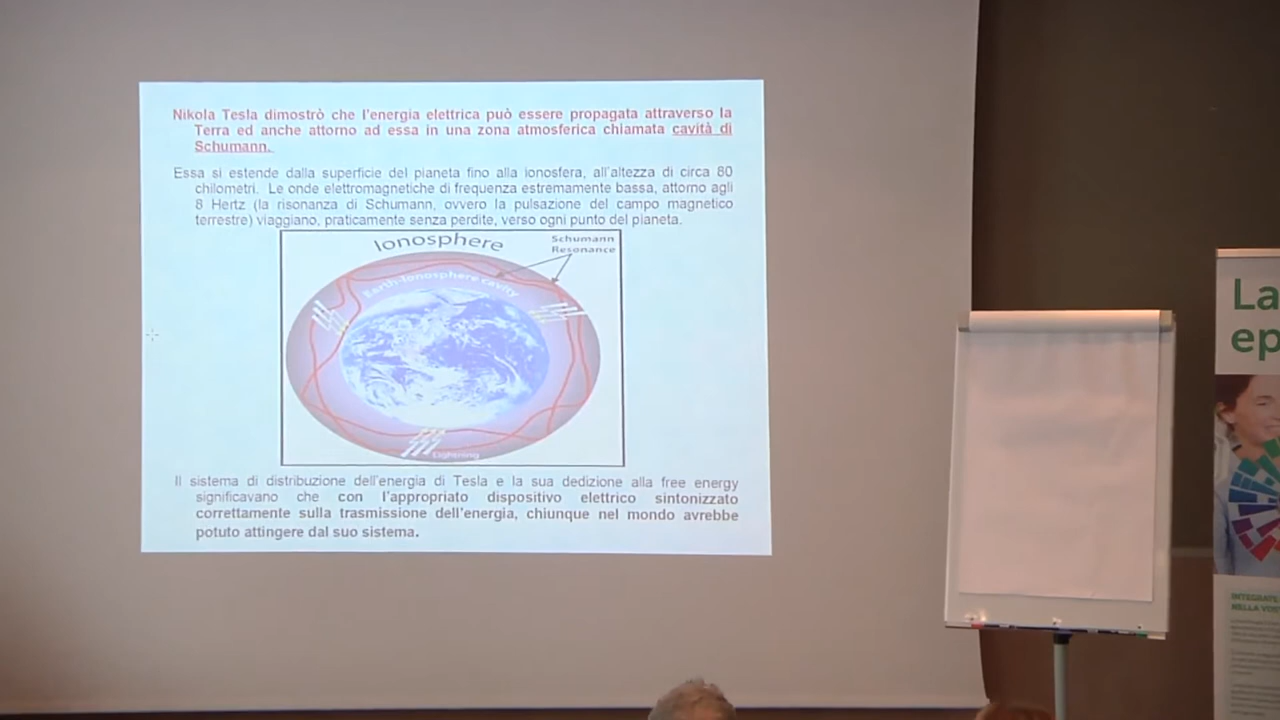 Nikola Tesla dimostrò che l'energia elettrica può essere propagata attraverso la
Terra ed anche attorno ad essa in una zona atmosferica chiamata cavità di
Schumann.
Essa si estende dalla superficie del pianeta fino alla ionosfera, all'altezza di circa 80
chilometri. Le onde elettromagnetiche di frequenza estremamente bassa, attorno agli
8 Hertz (la risonanza di Schumann, ovvero la pulsazione del campo magnetico
terrestre) viaggiano, praticamente senza perdite, verso ogni punto del pianeta.
Ionosphere
Schumann
Resonance
Earth-Ionosphere cavity
Lightning
Il sistema di distribuzione dell'energia di Tesla e la sua dedizione alla free energy
significavano che con l'appropriato dispositivo elettrico sintonizzato
correttamente sulla trasmissione dell'energia, chiunque nel mondo avrebbe
potuto attingere dal suo sistema.
La
ep
INTEGRATE
NELLA VOS